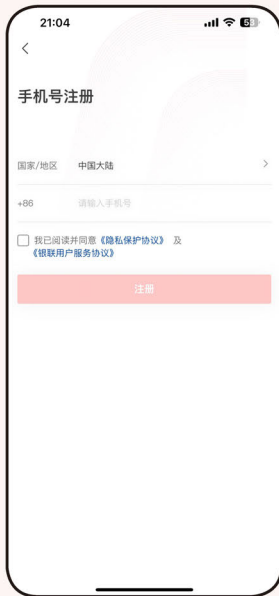 21:04
53
手机号注册
国家/地区 中国大陆
+86 请输入手机号
我已阅读并同意《隐私保护协议》 及
《银联用户服务协议》
注册